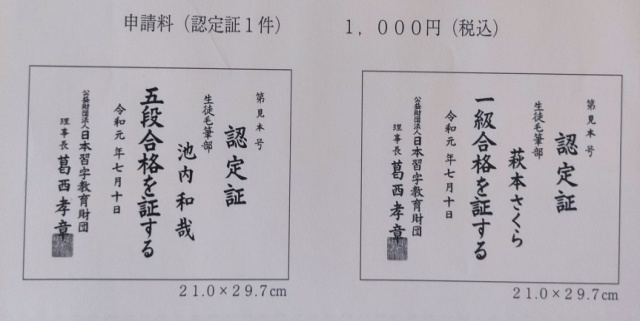 申請料（認定証１件）　１，０００円（税込）
第見本号
認定証
生徒毛筆部
池内和哉
五段合格を証する
令和元年七月十日
公益財団法人日本習字教育財団
理事長 葛西孝章
２１.０×２９.７cm
第見本号
認定証
生徒毛筆部
萩本さくら
一級合格を証する
令和元年七月十日
公益財団法人日本習字教育財団
理事長 葛西孝章
２１.０×２９.７cm